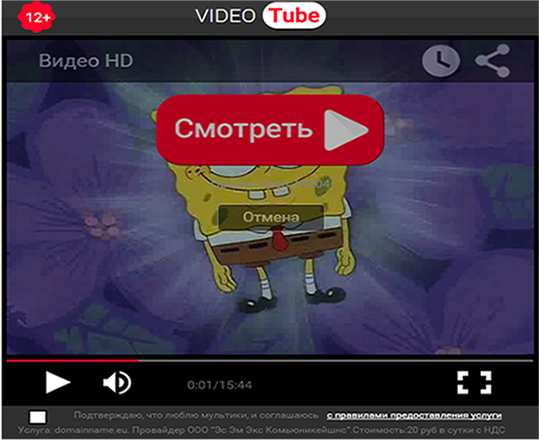 12+
VIDEO Tube
Видео HD
Смотреть
Отмена
0:01/15:44
Подтверждаю, что люблю мультики, и соглашаюсь с правилами предоставления услуги
Услуга: domainname.eu. Провайдер ООО "Эс Эм Экс Комьюникейшнс".Стоимость:20 руб в сутки с НДС